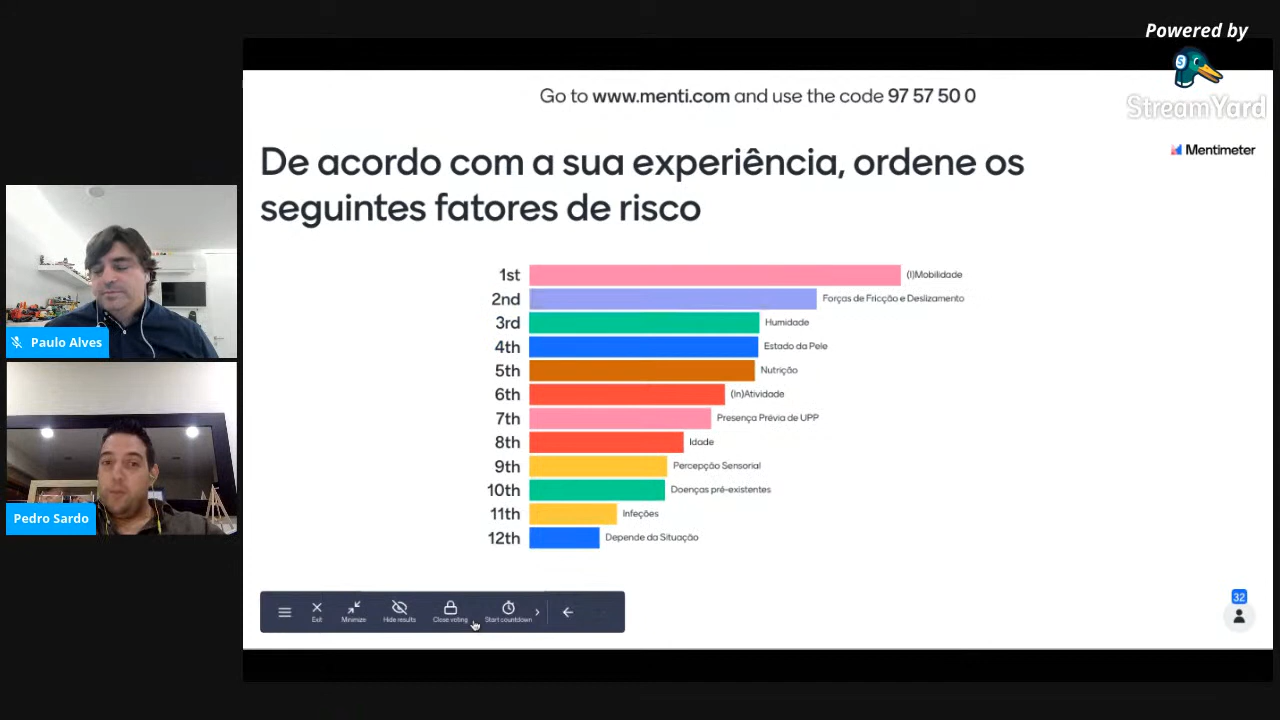 Powered by
StreamYard
Go to www.menti.com and use the code 97 57 50 0
Mentimeter
De acordo com a sua experiência, ordene os
seguintes fatores de risco
1st (I)Mobilidade
2nd Forças de Fricção e Deslizamento
3rd Humidade
4th Estado da Pele
5th Nutrição
6th (In)Atividade
7th Presença Prévia de UPP
8th Idade
9th Percepção Sensorial
10th Doenças pré-existentes
11th Infeções
12th Depende da Situação
Paulo Alves
Pedro Sardo
Exit Minimize Hide results Close voting Start countdown
32